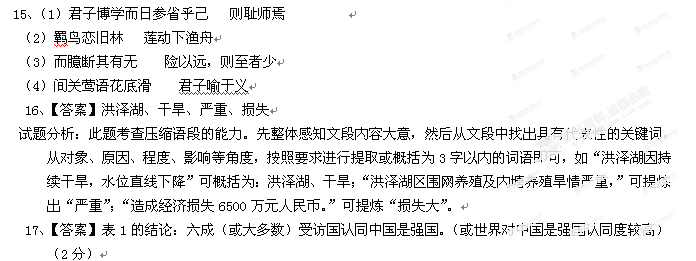 15、（1）君子博学而日参省乎己  则耻师焉
（2）羁鸟恋旧林  莲动下渔舟
（3）而臆断其有无  险以远，则至者少
（4）间关莺语花底滑  君子喻于义
16、【答案】洪泽湖、干旱、严重、损失
试题分析：此题考查压缩语段的能力。先整体感知文段内容大意，然后从文段中找出具有代表性的关键词，
从对象、原因、程度、影响等角度，按照要求进行提取或概括为3字以内的词语即可，如“洪泽湖因持
续干旱，水位直线下降”可概括为：洪泽湖、干旱；“洪泽湖区围网养殖及内塘养殖旱情严重，”可提炼
出“严重”；“造成经济损失6500万元人民币。”可提炼“损失大”。
17、【答案】表1的结论：六成（或大多数）受访国认同中国是强国。（或世界对中国是强国认同度较高）
（2分）